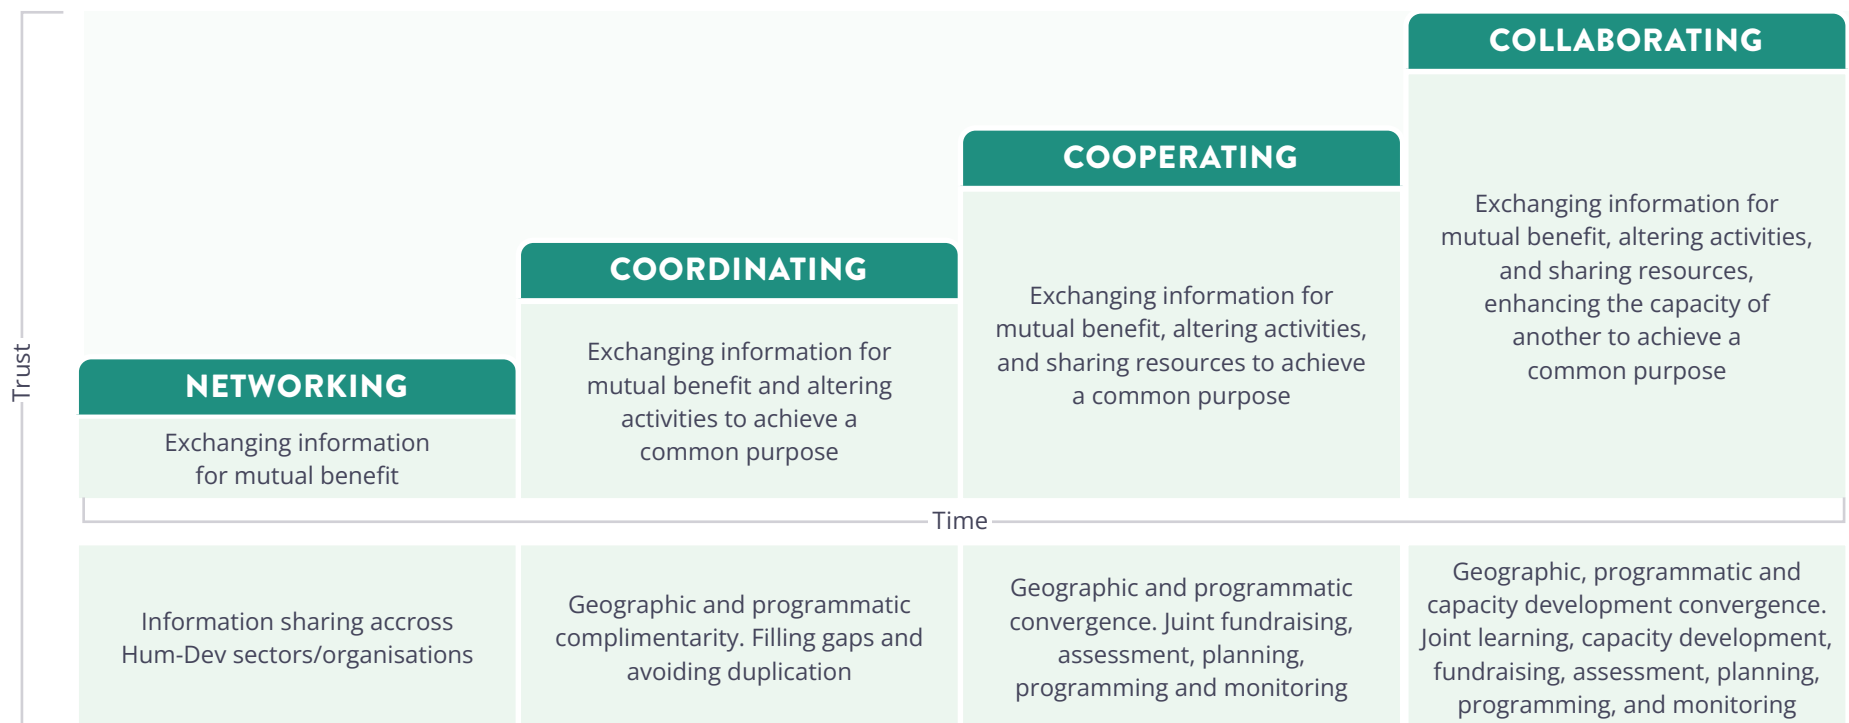 Trust
NETWORKING
Exchanging information
for mutual benefit
COORDINATING
Exchanging information for
mutual benefit and altering
activities to achieve a
common purpose
COOPERATING
Exchanging information for
mutual benefit, altering activities,
and sharing resources to achieve
a common purpose
COLLABORATING
Exchanging information for
mutual benefit, altering activities,
and sharing resources,
enhancing the capacity of
another to achieve a
common purpose
Time
Information sharing accross
Hum-Dev sectors/organisations
Geographic and programmatic
complimentarity. Filling gaps and
avoiding duplication
Geographic and programmatic
convergence. Juint fundraising,
assessment, planning,
programming and monitoring
Geographic, programmatic and
capacity development convergence.
Joint learning, capacity development,
fundraising, assessment, planning,
programming, and monitoring